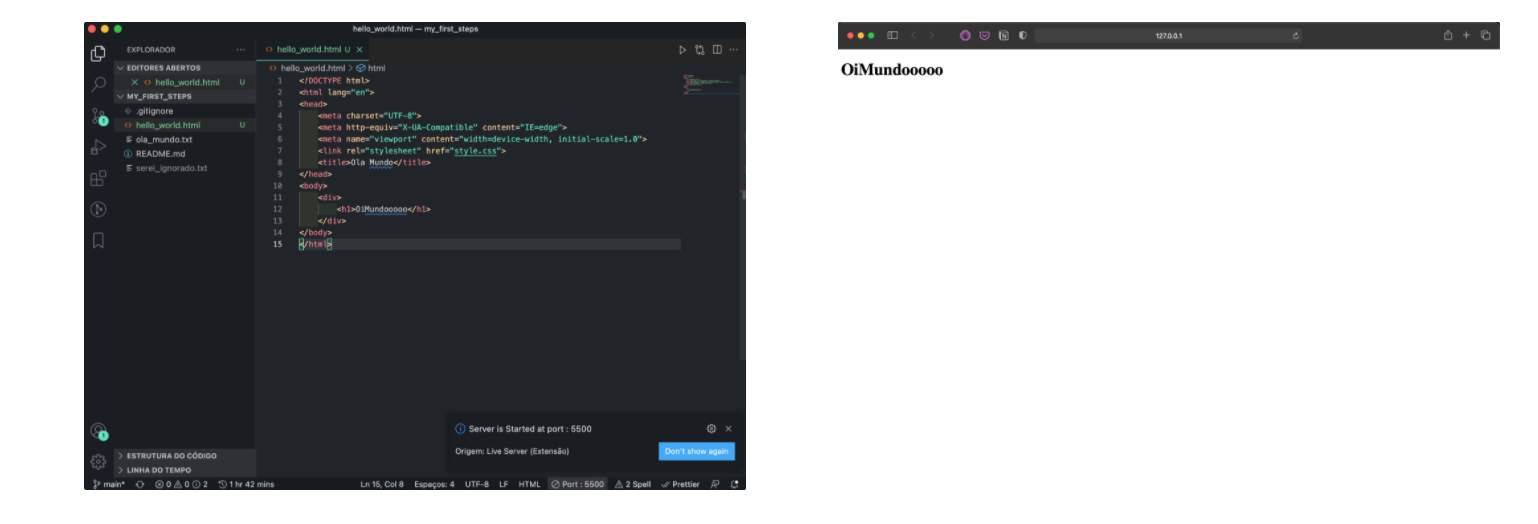 hello_world.html — my_first_steps
EXPLORADOR
hello_world.html U
EDITORES ABERTOS
hello_world.html U
MY_FIRST_STEPS
.gitignore
hello_world.html U
ola_mundo.txt
README.md
serei_ignorado.txt
hello_world.html > html
1 </DOCTYPE html>
2 <html lang="en">
3 <head>
4 <meta charset="UTF-8">
5 <meta http-equiv="X-UA-Compatible" content="IE=edge">
6 <meta name="viewport" content="width=device-width, initial-scale=1.0">
7 <link rel="stylesheet" href="style.css">
8 <title>Ola Mundo</title>
9 </head>
10 <body>
11 <div>
12 <h1>OiMundooooo</h1>
13 </div>
14 </body>
15 </html>
1
1
Server is Started at port : 5500
Origem: Live Server (Extensão)
Don't show again
ESTRUTURA DO CÓDIGO
LINHA DO TEMPO
main* 0 0 2 1 hr 42 mins Ln 15, Col 8 Espaços: 4 UTF-8 LF HTML Port : 5500 2 Spell Prettier
127.0.0.1
OiMundooooo